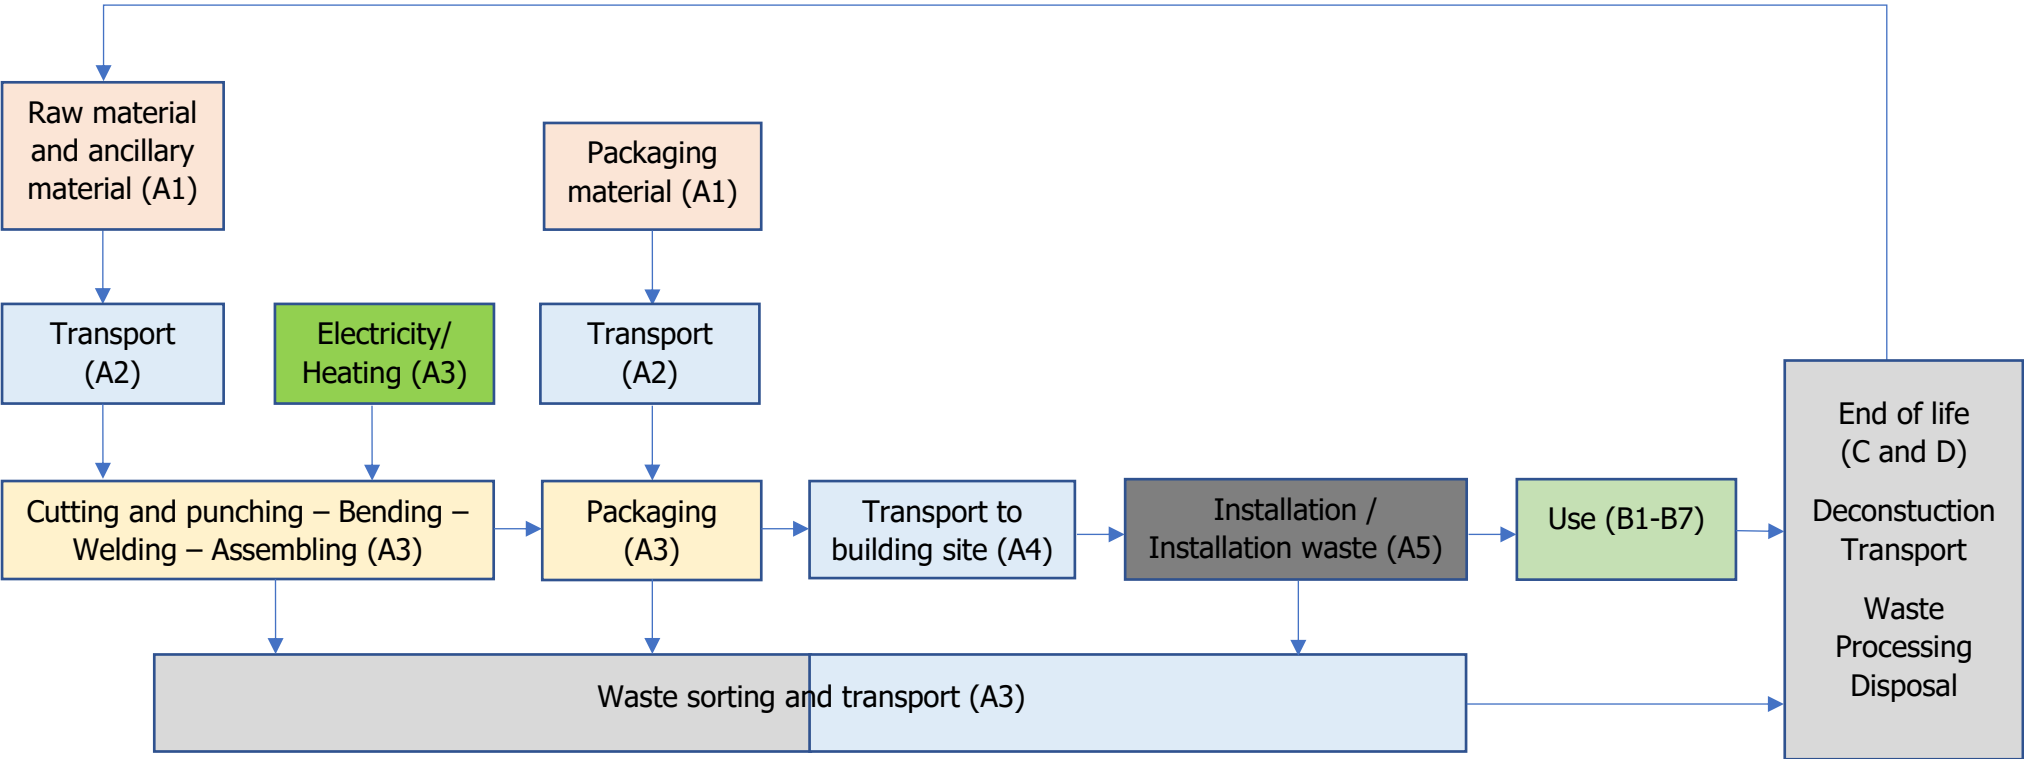 Raw material
and ancillary
material (A1)
Packaging
material (A1)
Transport
(A2)
Electricity/
Heating (A3)
Transport
(A2)
Cutting and punching – Bending –
Welding – Assembling (A3)
Packaging
(A3)
Transport to
building site (A4)
Installation /
Installation waste (A5)
Use (B1-B7)
End of life
(C and D)
Deconstuction
Transport
Waste
Processing
Disposal
Waste sorting and transport (A3)